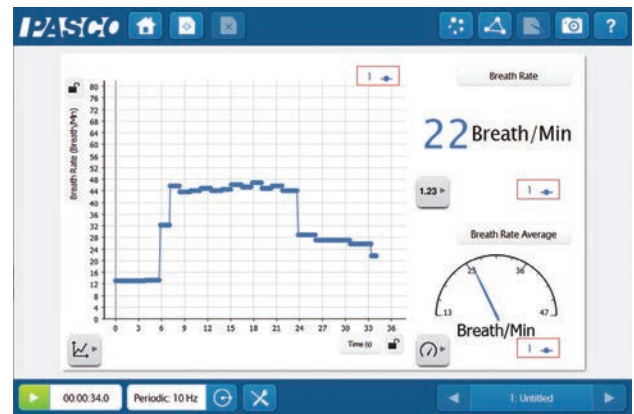 PASCO
?
1
Breath Rate
Breath Rate (Breath/Min)
80
76
72
68
64
60
56
52
48
44
40
36
32
28
24
20
16
12
8
4
0
0 3 6 9 12 15 18 21 24 27 30 33 36
Time (s)
22 Breath/Min
1.23
1
Breath Rate Average
13 25 36 47
Breath/Min
1
00:00:34.0
Periodic: 10 Hz
1: Untitled